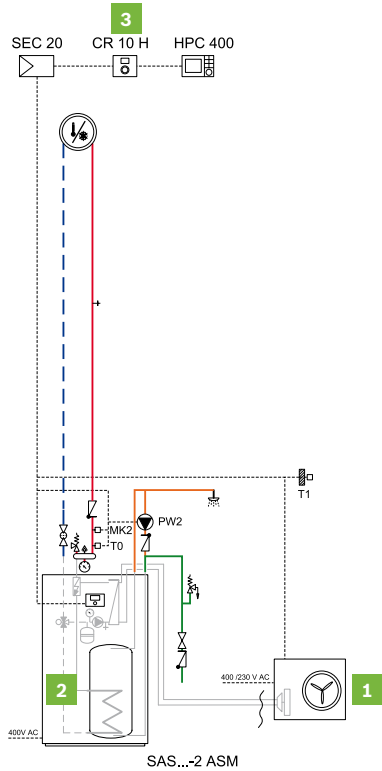 3
SEC 20 CR 10 H HPC 400
T1
MK2 PW2
T0
400 /230 V AC
2 1
400V AC
SAS...-2 ASM